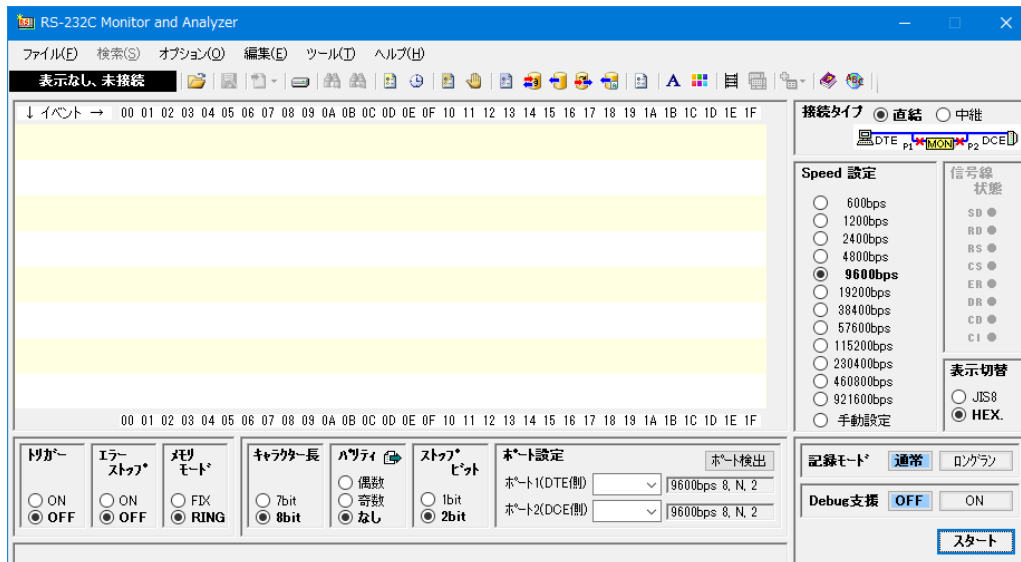 RS-232C Monitor and Analyzer
ファイル(F) 検索(S) オプション(O) 編集(E) ツール(T) ヘルプ(H)
表示なし、未接続
A
↓ イベント → 00 01 02 03 04 05 06 07 08 09 0A 0B 0C 0D 0E 0F 10 11 12 13 14 15 16 17 18 19 1A 1B 1C 1D 1E 1F
00 01 02 03 04 05 06 07 08 09 0A 0B 0C 0D 0E 0F 10 11 12 13 14 15 16 17 18 19 1A 1B 1C 1D 1E 1F
接続タイプ 直結 中継
DTE P1 MON P2 DCE
Speed 設定
600bps
1200bps
2400bps
4800bps
9600bps
19200bps
38400bps
57600bps
115200bps
230400bps
460800bps
921600bps
手動設定
信号線
状態
SD
RD
RS
CS
ER
DR
CD
CI
表示切替
JIS8
HEX.
トリガー
ON
OFF
エラー
ストップ
ON
OFF
メモリ
モード
FIX
RING
キャラクター長
7bit
8bit
パリティ
偶数
奇数
なし
ストップ
ビット
1bit
2bit
ポート設定 ポート検出
ポート1(DTE側) 9600bps 8, N, 2
ポート2(DCE側) 9600bps 8, N, 2
記録モード 通常 ロングラン
Debug支援 OFF ON
スタート